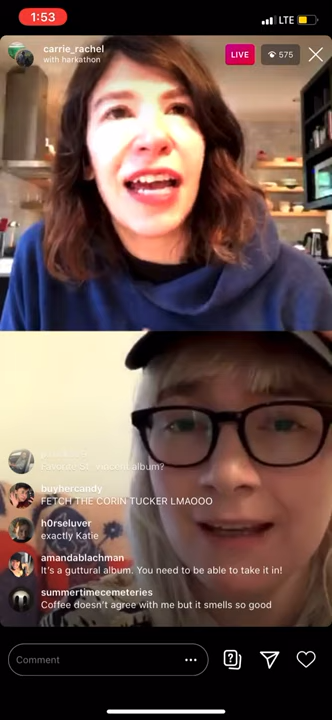 1:53
LTE
carrie_rachel
with harkathon
LIVE
575
Favorite St. Vincent album?
buyhercandy
FETCH THE CORIN TUCKER LMAOOO
h0rseluver
exactly Katie
amandablachman
It's a guttural album. You need to be able to take it in!
summertimecemeteries
Coffee doesn't agree with me but it smells so good
Comment